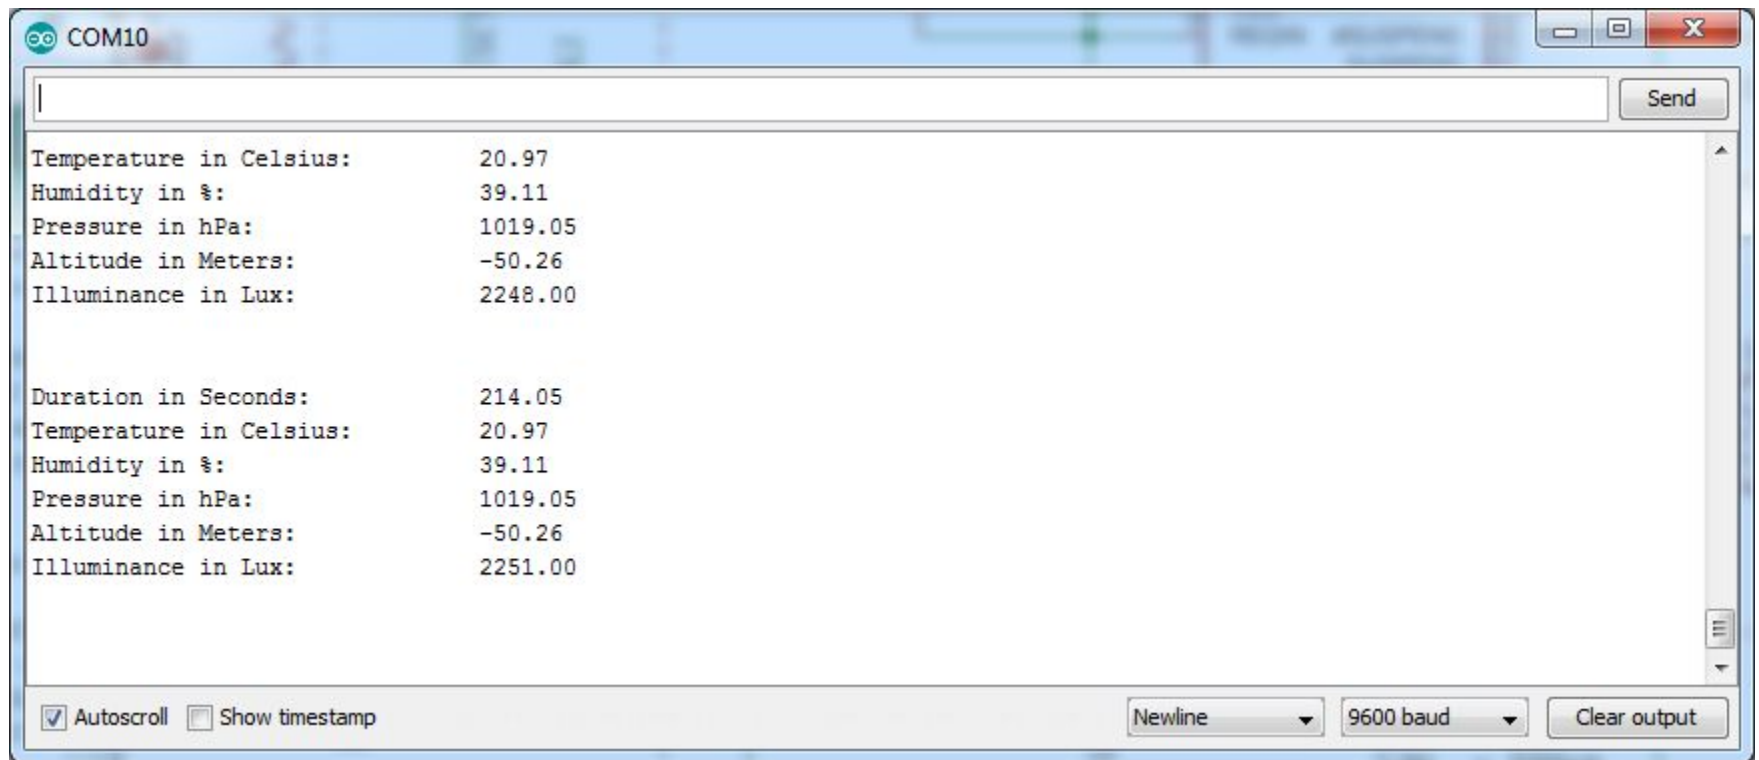 COM10
Send
Temperature in Celsius: 20.97
Humidity in %: 39.11
Pressure in hPa: 1019.05
Altitude in Meters: -50.26
Illuminance in Lux: 2248.00
Duration in Seconds: 214.05
Temperature in Celsius: 20.97
Humidity in %: 39.11
Pressure in hPa: 1019.05
Altitude in Meters: -50.26
Illuminance in Lux: 2251.00
Autoscroll Show timestamp Newline 9600 baud Clear output